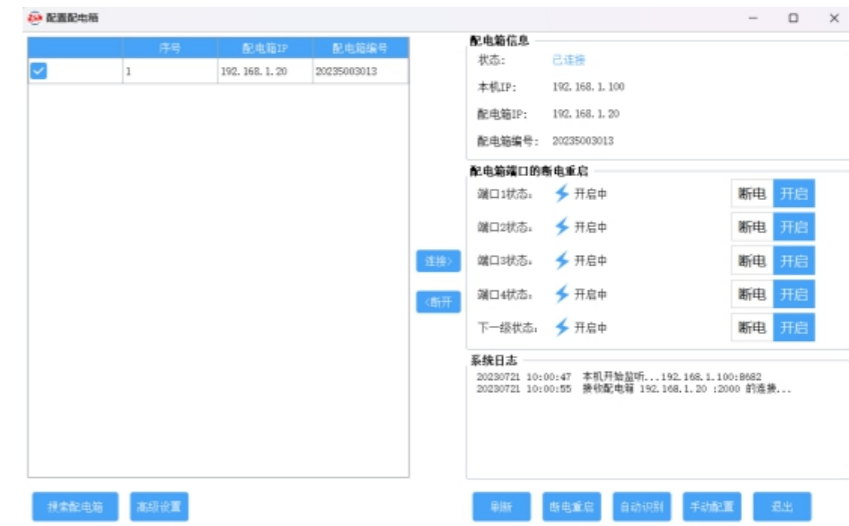 配置配电箱
序号 配电箱IP 配电箱编号
1 192.168.1.20 20235003013
连接>
<断开
搜索配电箱 高级设置
配电箱信息
状态: 已连接
本机IP: 192.168.1.100
配电箱IP: 192.168.1.20
配电箱编号: 20235003013
配电箱端口的断电重启
端口1状态: 开启中 断电 开启
端口2状态: 开启中 断电 开启
端口3状态: 开启中 断电 开启
端口4状态: 开启中 断电 开启
下一级状态: 开启中 断电 开启
系统日志
20230721 10:00:47 本机开始监听...192.168.1.100:8682
20230721 10:00:55 接收配电箱 192.168.1.20 :2000 的连接...
刷新 断电重启 自动识别 手动配置 退出